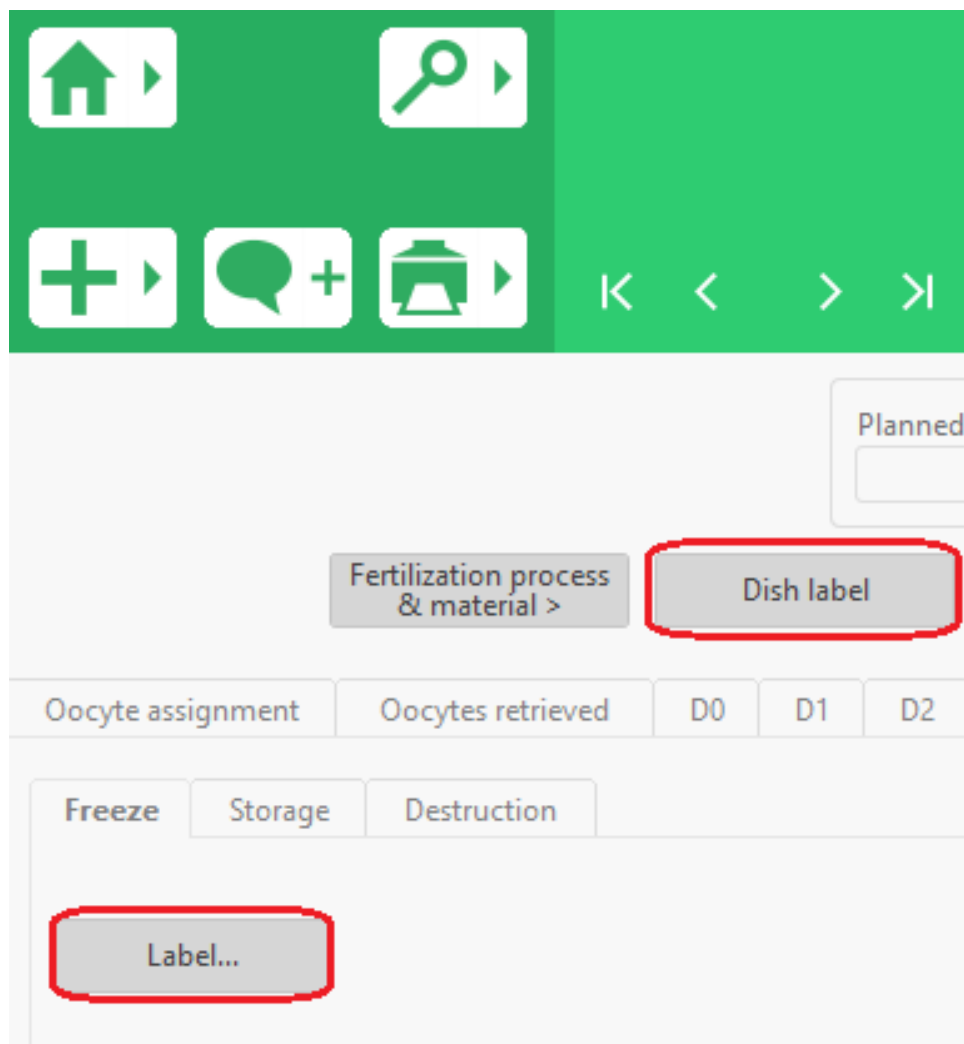 Planned
Fertilization process
& material >
Dish label
Oocyte assignment Oocytes retrieved D0 D1 D2
Freeze Storage Destruction
Label...